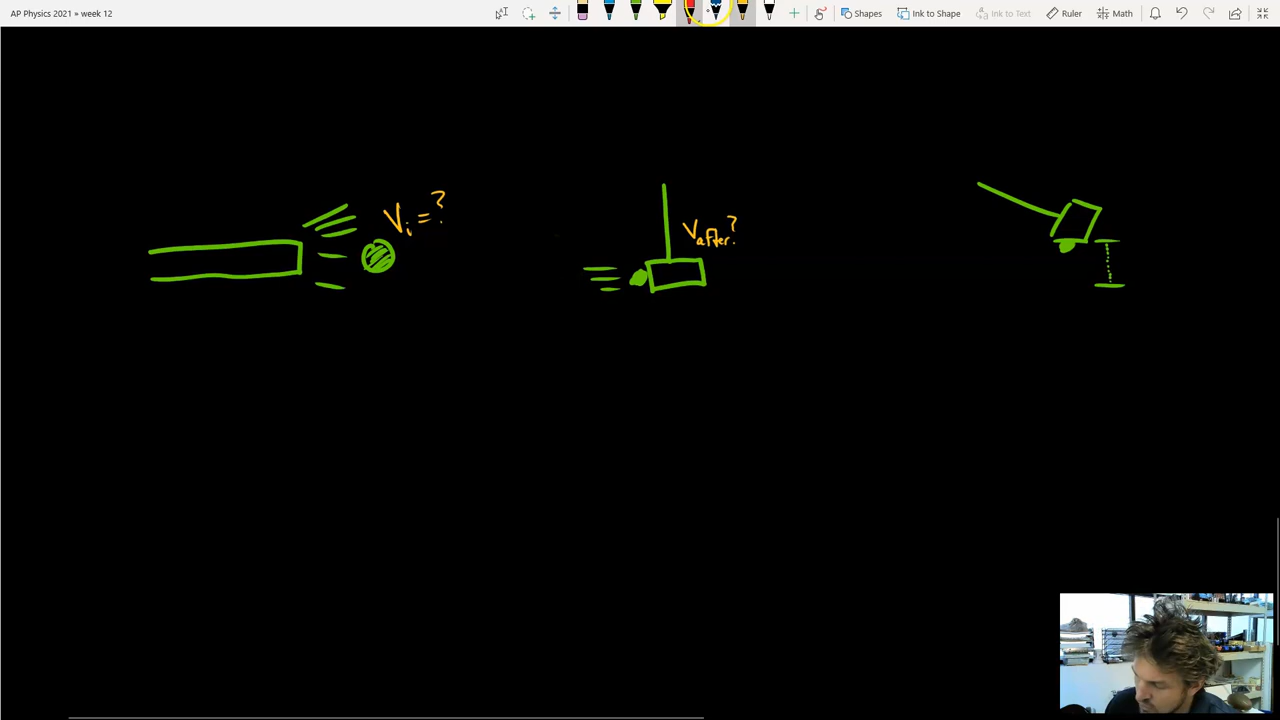 AP Physics 2021 » week 12
Shapes
Ink to Shape
Ink to Text
Ruler
Math
Vi = ?
Vafter?